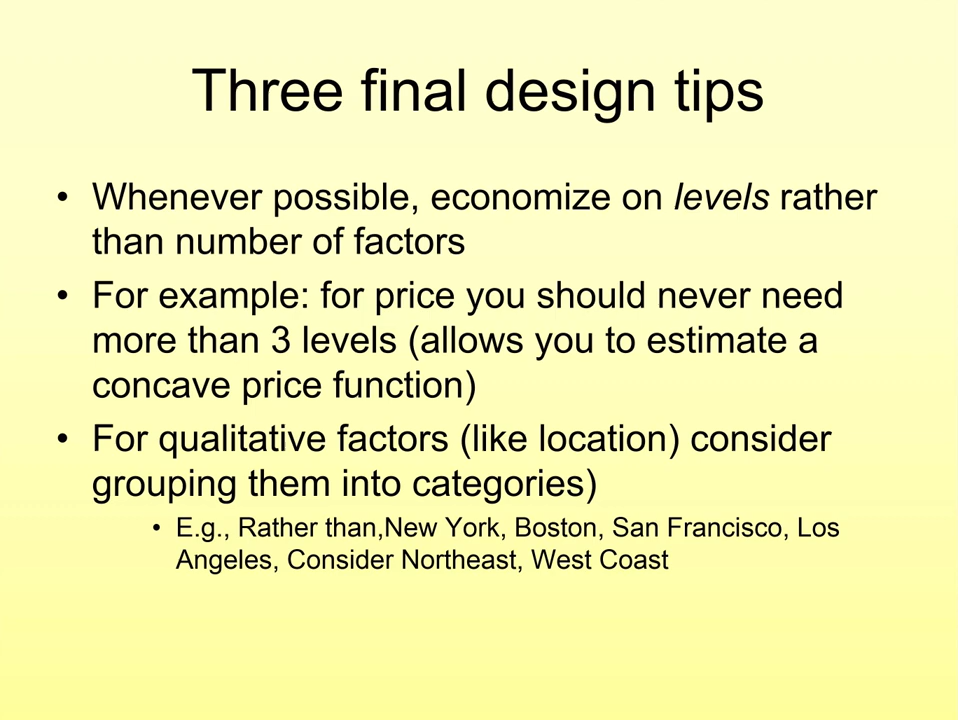 Three final design tips
• Whenever possible, economize on levels rather
than number of factors
• For example: for price you should never need
more than 3 levels (allows you to estimate a
concave price function)
• For qualitative factors (like location) consider
grouping them into categories)
• E.g., Rather than,New York, Boston, San Francisco, Los
Angeles, Consider Northeast, West Coast